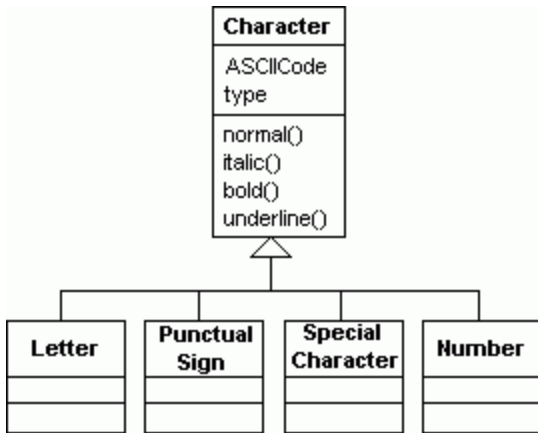 Character
ASCIICode
type
normal()
italic()
bold()
underline()
Letter
Punctual
Sign
Special
Character
Number